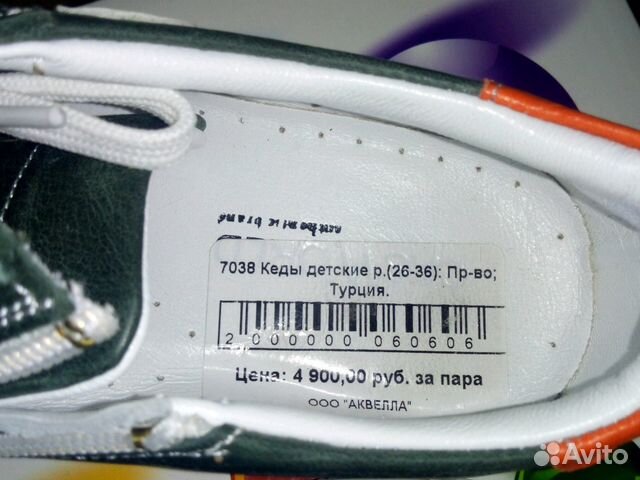 7038 Кеды детские р.(26-36): Пр-во;
Турция.
2 000000 060606
Цена: 4 900,00 руб. за пара
ООО "АКВЕЛЛА"
Avito